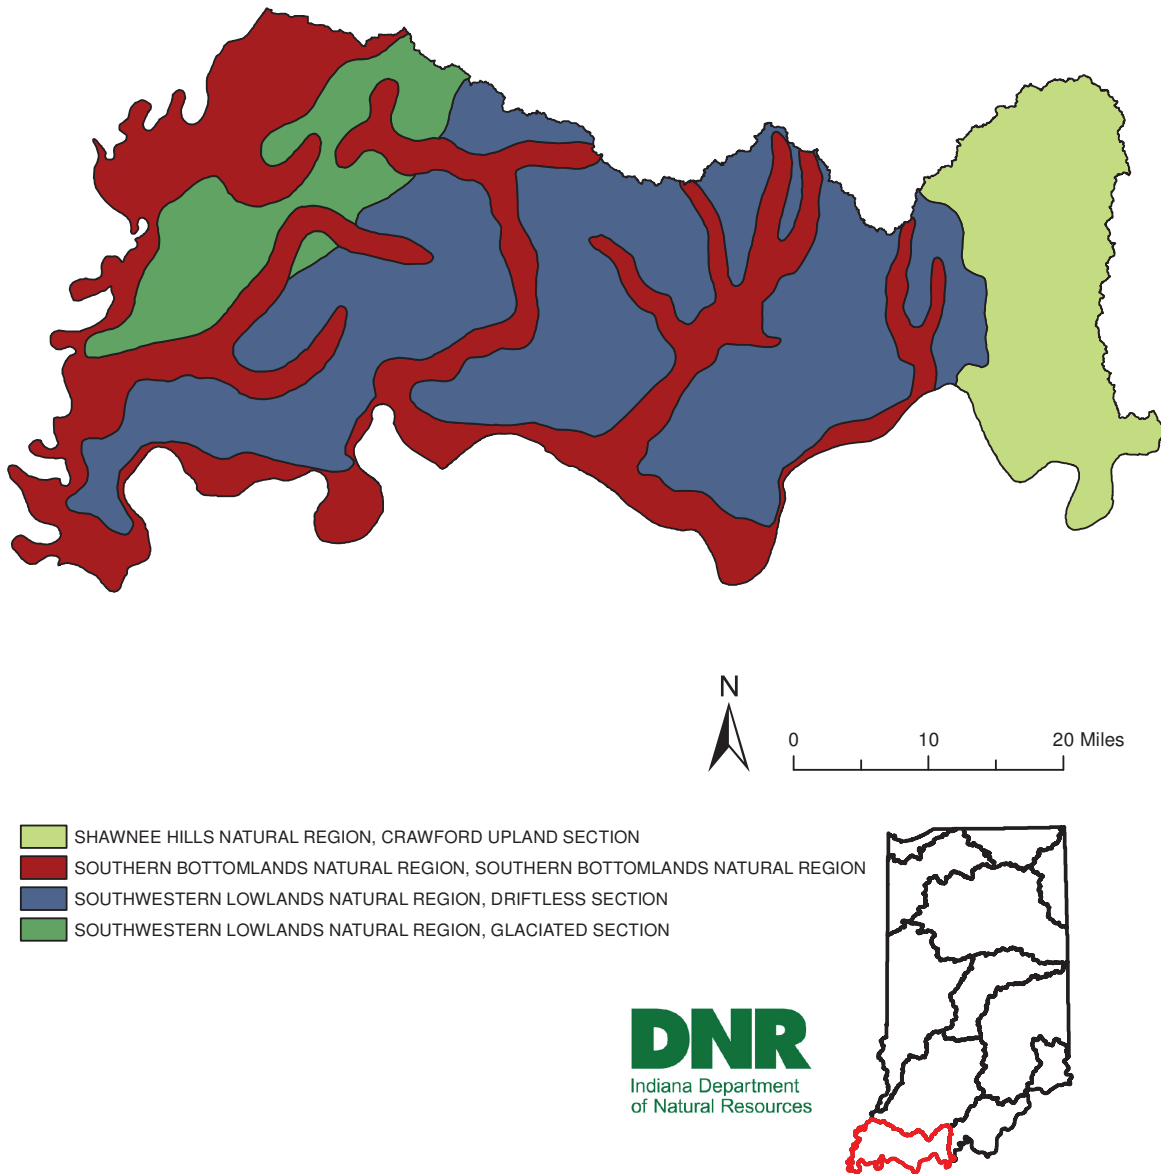 N
0 10 20 Miles
SHAWNEE HILLS NATURAL REGION, CRAWFORD UPLAND SECTION
SOUTHERN BOTTOMLANDS NATURAL REGION, SOUTHERN BOTTOMLANDS NATURAL REGION
SOUTHWESTERN LOWLANDS NATURAL REGION, DRIFTLESS SECTION
SOUTHWESTERN LOWLANDS NATURAL REGION, GLACIATED SECTION
DNR
Indiana Department
of Natural Resources